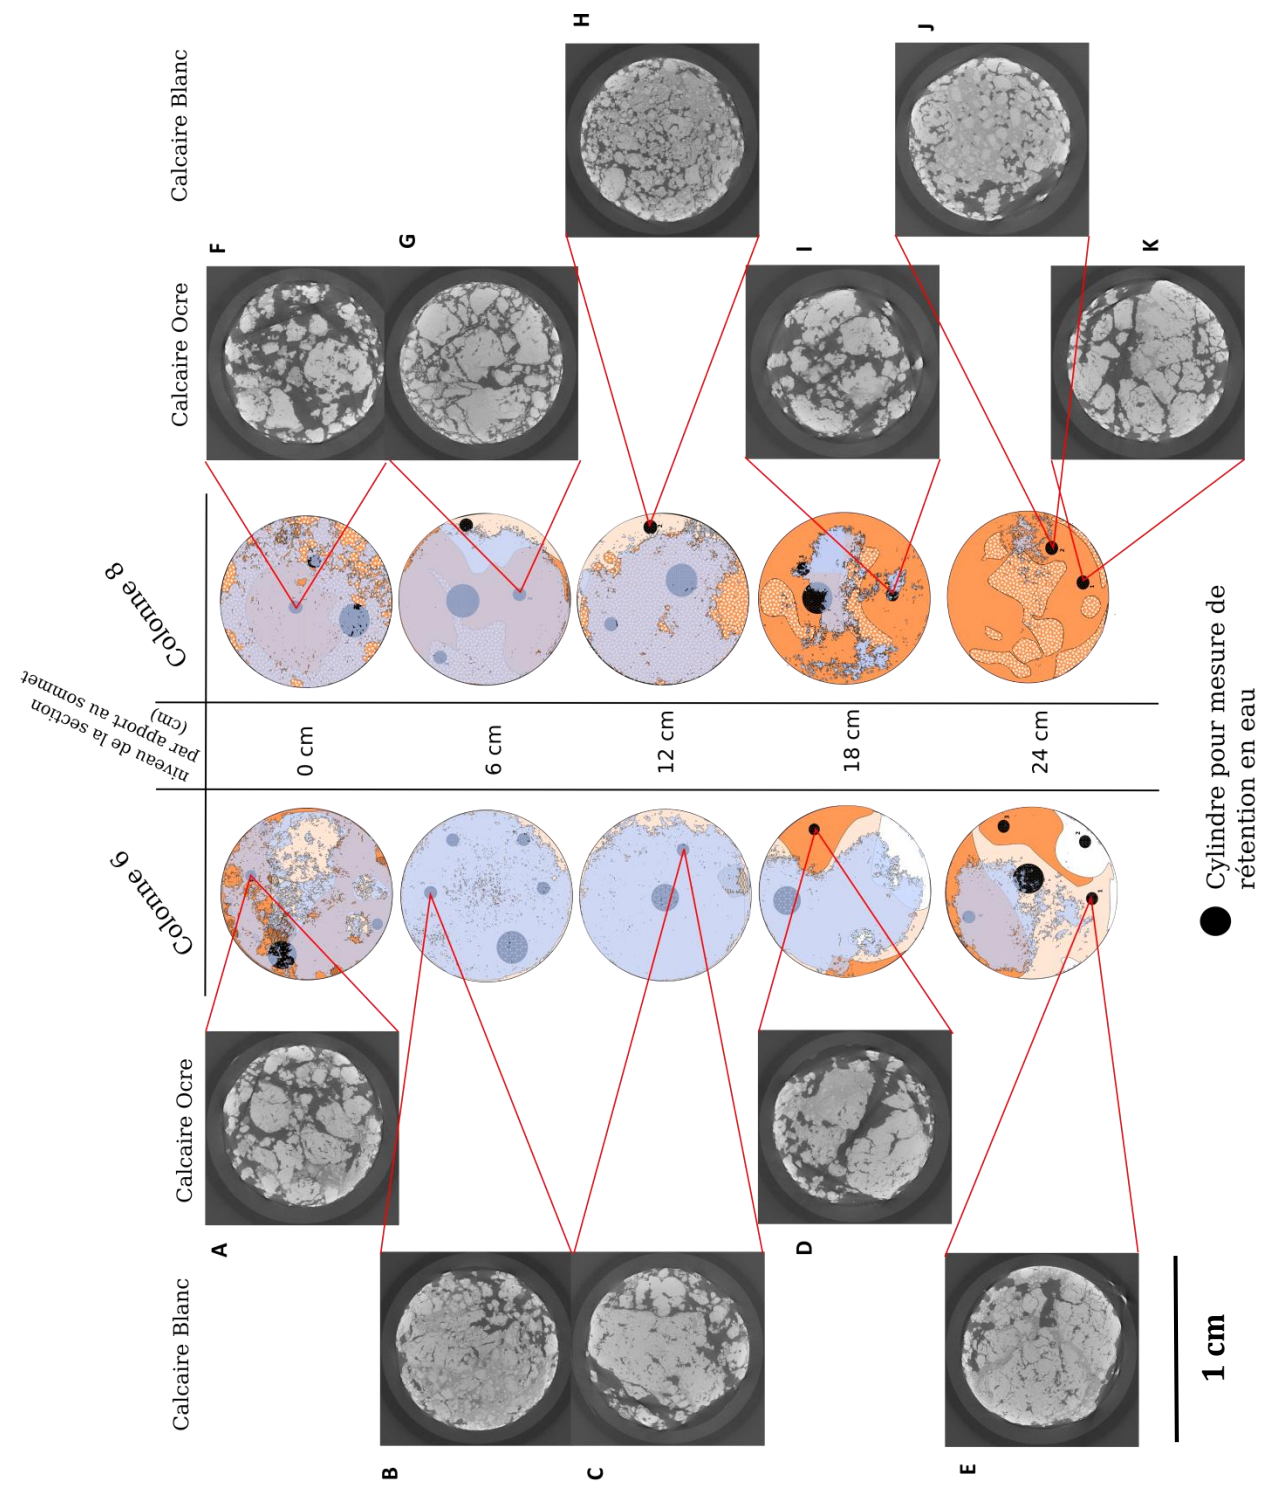 Calcaire Blanc
Calcaire Ocre
Colonne 6
niveau de la section
par apport au sommet
(cm)
Colonne 8
Calcaire Ocre
Calcaire Blanc
A
B
C
D
E
0 cm
6 cm
12 cm
18 cm
24 cm
F
G
H
I
J
K
1 cm
Cylindre pour mesure de
rétention en eau